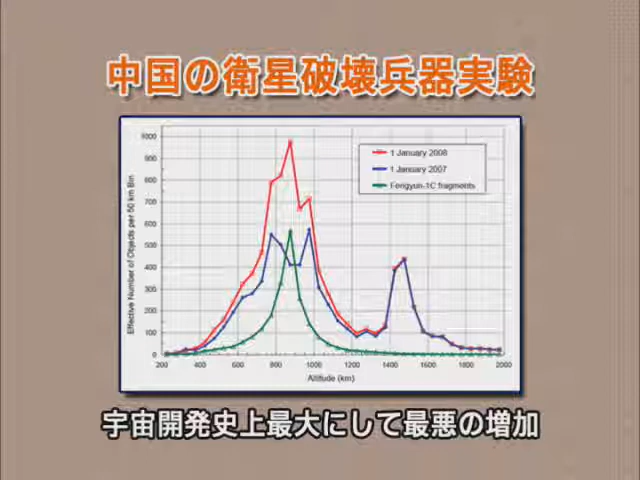 中国の衛星破壊兵器実験
1000
900
800
700
600
500
400
300
200
100
0
Effective Number of Objects per 50 km Bin
1 January 2008
1 January 2007
Fengyun-1C fragments
200 400 600 800 1000 1200 1400 1600 1800 2000
Altitude (km)
宇宙開発史上最大にして最悪の増加